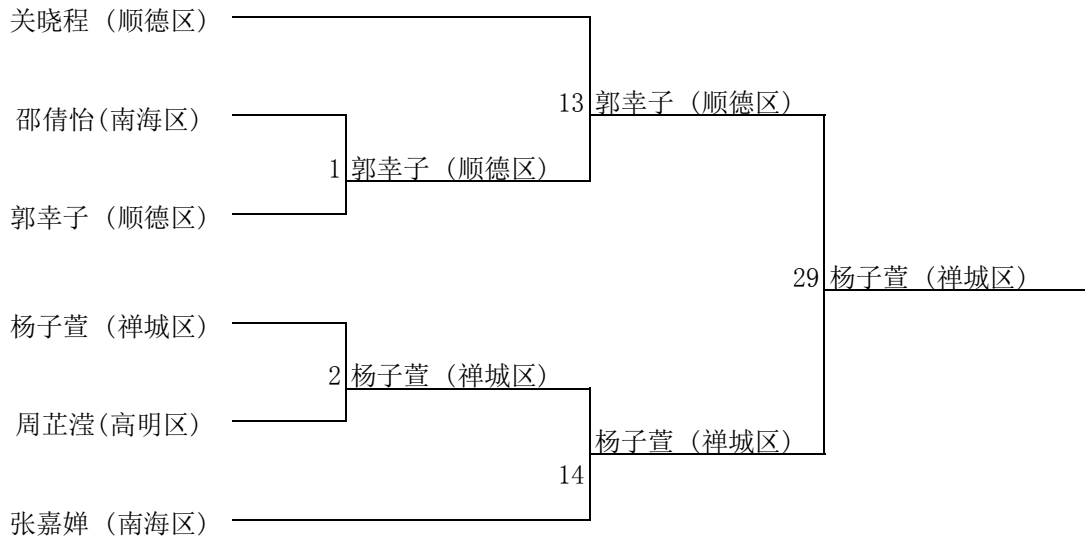 关晓程 (顺德区)
13 郭幸子 (顺德区)
邵倩怡(南海区)
1 郭幸子 (顺德区)
郭幸子 (顺德区)
29 杨子萱 (禅城区)
杨子萱 (禅城区)
2 杨子萱 (禅城区)
周芷滢(高明区)
杨子萱 (禅城区)
14
张嘉婵 (南海区)